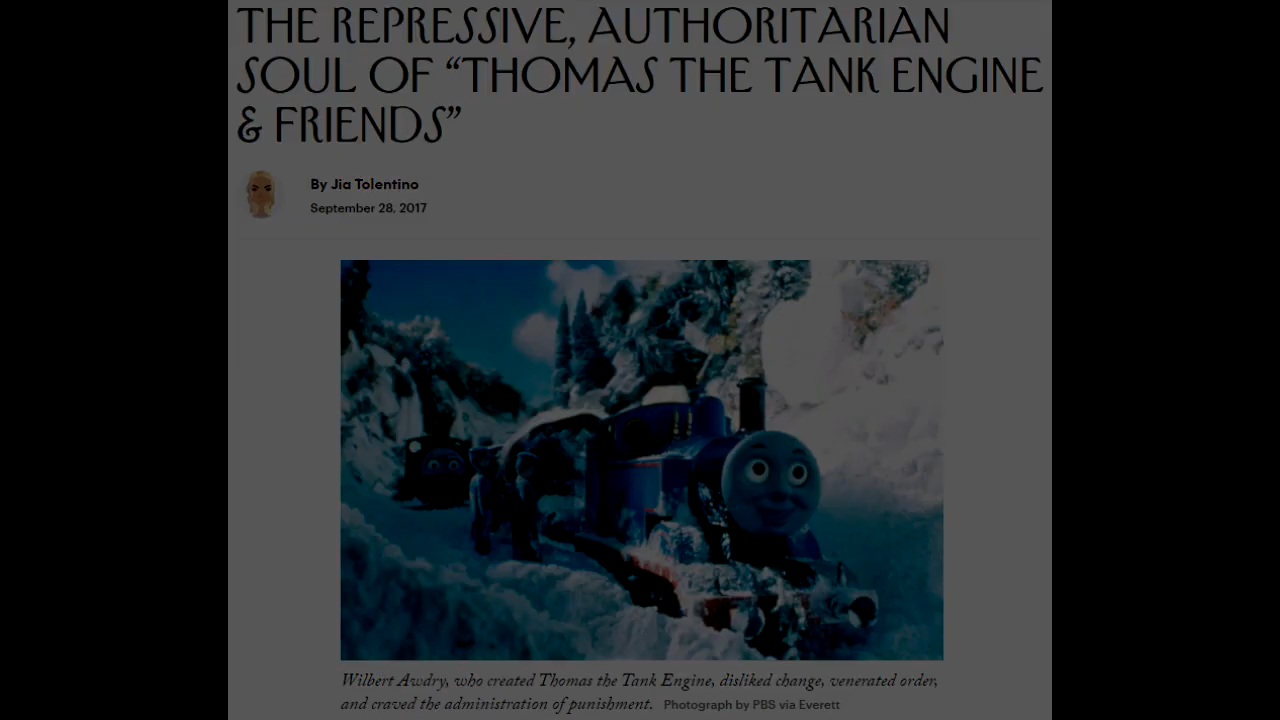 THE REPRESSIVE, AUTHORITARIAN
SOUL OF “THOMAS THE TANK ENGINE
& FRIENDS”
By Jia Tolentino
September 28, 2017
Wilbert Awdry, who created Thomas the Tank Engine, disliked change, venerated order,
and craved the administration of punishment. Photograph by PBS via Everett